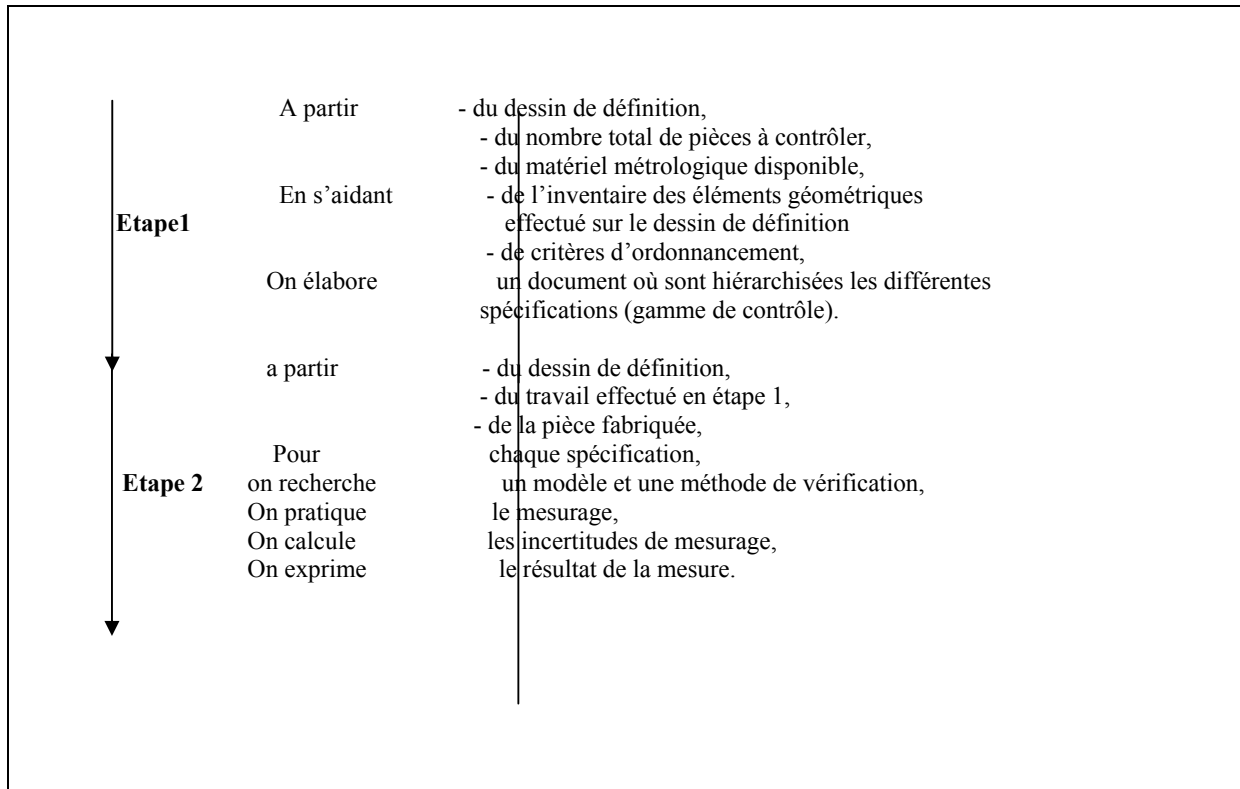 A partir - du dessin de définition,
- du nombre total de pièces à contrôler,
- du matériel métrologique disponible,
En s’aidant - de l’inventaire des éléments géométriques
Etape1 effectué sur le dessin de définition
- de critères d’ordonnancement,
On élabore un document où sont hiérarchisées les différentes
spécifications (gamme de contrôle).
a partir - du dessin de définition,
- du travail effectué en étape 1,
- de la pièce fabriquée,
Pour chaque spécification,
Etape 2 on recherche un modèle et une méthode de vérification,
On pratique le mesurage,
On calcule les incertitudes de mesurage,
On exprime le résultat de la mesure.